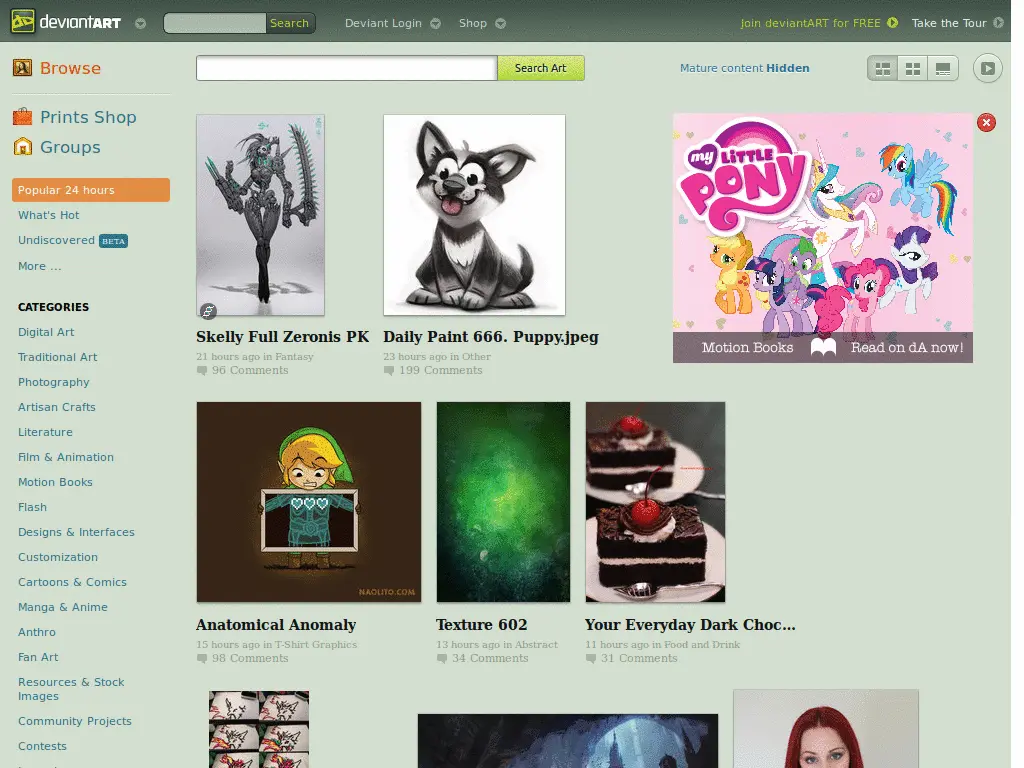 deviantART
Search
Deviant Login
Shop
Join deviantART for FREE
Take the Tour
Browse
Search Art
Mature content Hidden
Prints Shop
Groups
Popular 24 hours
What's Hot
Undiscovered BETA
More ...
CATEGORIES
Digital Art
Traditional Art
Photography
Artisan Crafts
Literature
Film & Animation
Motion Books
Flash
Designs & Interfaces
Customization
Cartoons & Comics
Manga & Anime
Anthro
Fan Art
Resources & Stock
Images
Community Projects
Contests
Skelly Full Zeronis PK
21 hours ago in Fantasy
96 Comments
Daily Paint 666. Puppy.jpeg
23 hours ago in Other
199 Comments
my LITTLE
PONY
Motion Books
Read on dA now!
NAOLITO.COM
Anatomical Anomaly
15 hours ago in T-Shirt Graphics
98 Comments
Texture 602
13 hours ago in Abstract
34 Comments
Your Everyday Dark Choc...
11 hours ago in Food and Drink
31 Comments